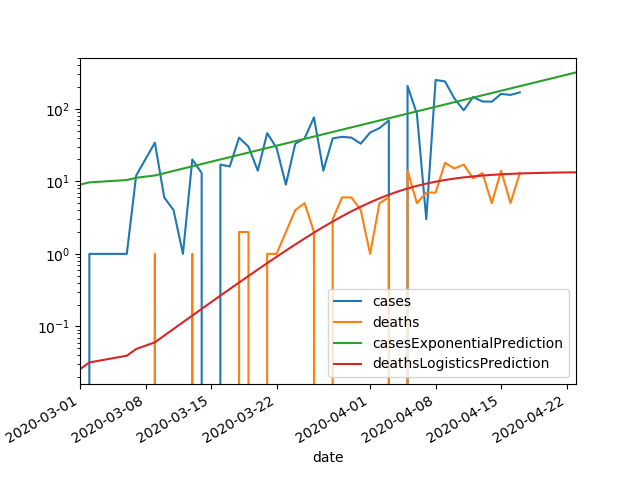 10²
10¹
10⁰
10⁻¹
cases
deaths
casesExponentialPrediction
deathsLogisticsPrediction
2020-03-01
2020-03-08
2020-03-15
2020-03-22
2020-04-01
2020-04-08
2020-04-15
2020-04-22
date